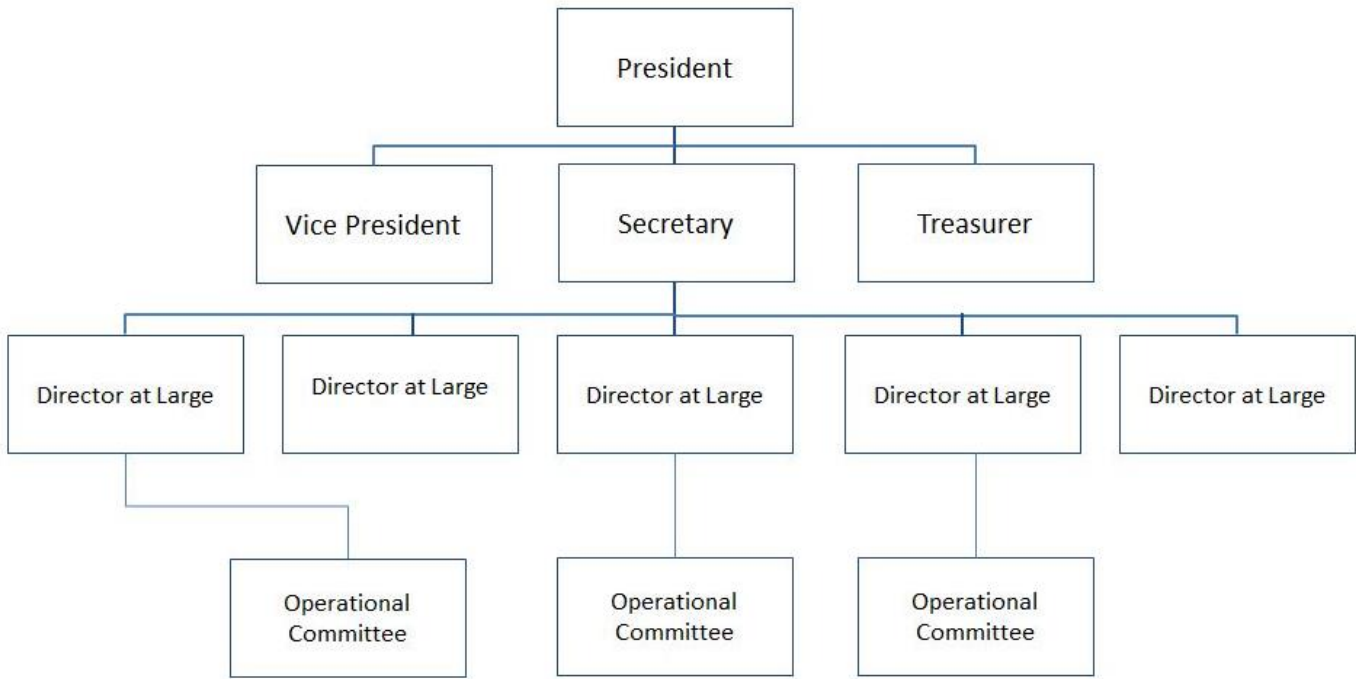 President
Vice President
Secretary
Treasurer
Director at Large
Director at Large
Director at Large
Director at Large
Director at Large
Operational
Committee
Operational
Committee
Operational
Committee